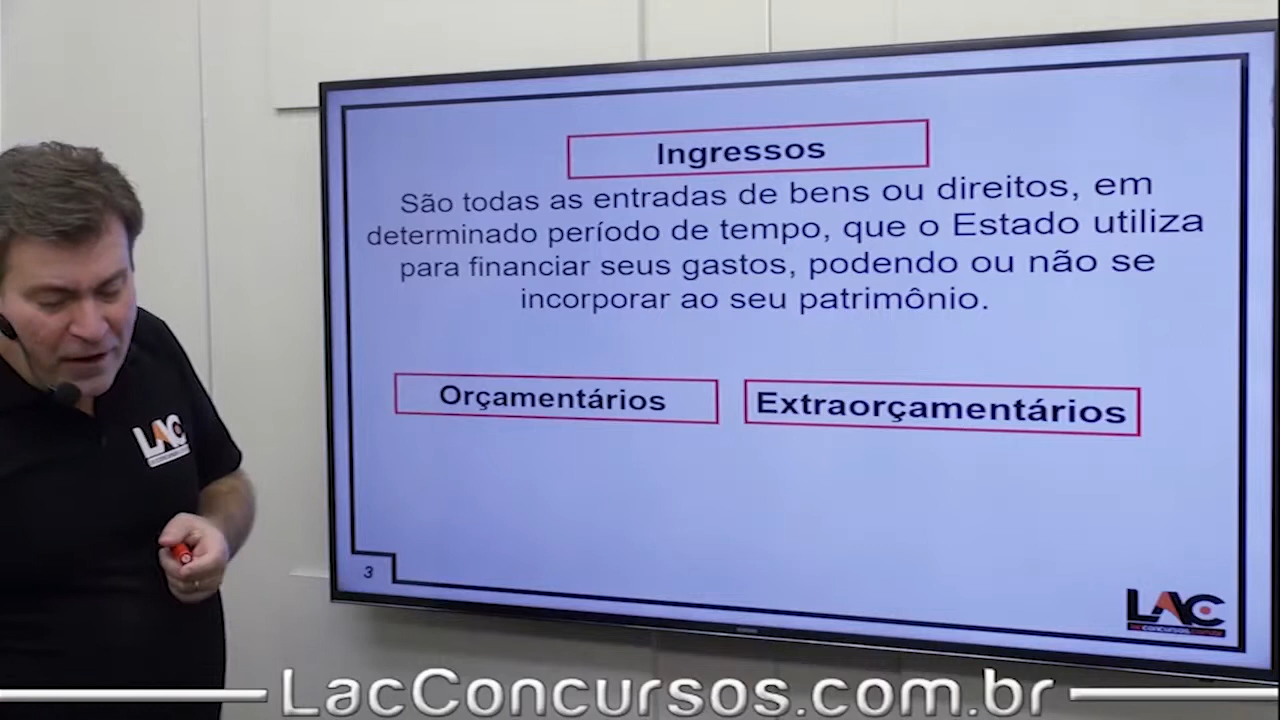 Ingressos
São todas as entradas de bens ou direitos, em
determinado período de tempo, que o Estado utiliza
para financiar seus gastos, podendo ou não se
incorporar ao seu patrimônio.
Orçamentários
Extraorçamentários
LAC
3
LAC
LacConcursos.com.br